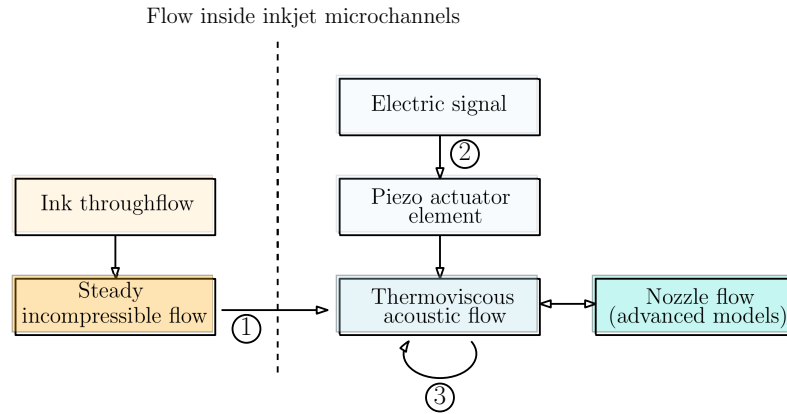 Flow inside inkjet microchannels
Electric signal
2
Ink throughflow
Piezo actuator
element
Steady
incompressible flow
1
Thermoviscous
acoustic flow
Nozzle flow
(advanced models)
3